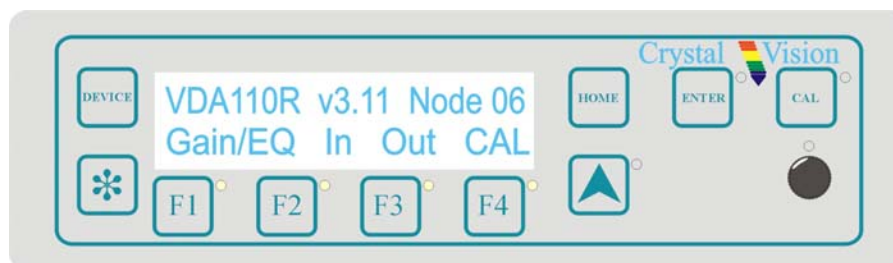 Crystal Vision
DEVICE
VDA110R v3.11 Node 06
Gain/EQ In Out CAL
HOME
ENTER
CAL
F1
F2
F3
F4